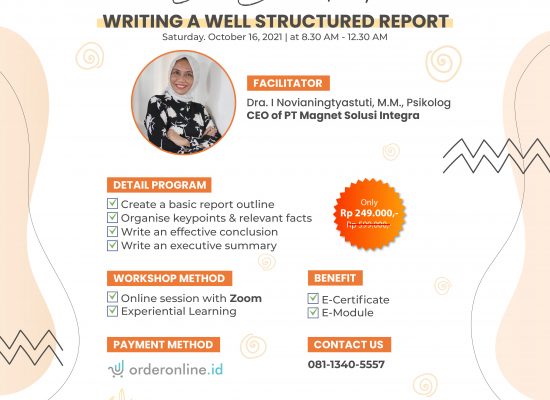 WRITING A WELL STRUCTURED REPORT
Saturday. October 16, 2021 | at 8.30 AM - 12.30 AM
FACILITATOR
Dra. I Novianingtyastuti, M.M., Psikolog
CEO of PT Magnet Solusi Integra
DETAIL PROGRAM
Create a basic report outline
Organise keypoints & relevant facts
Write an effective conclusion
Write an executive summary
Only
Rp 249.000,-
Rp 599.000,-
WORKSHOP METHOD
Online session with Zoom
Experiential Learning
BENEFIT
E-Certificate
E-Module
PAYMENT METHOD
orderonline.id
CONTACT US
081-1340-5557